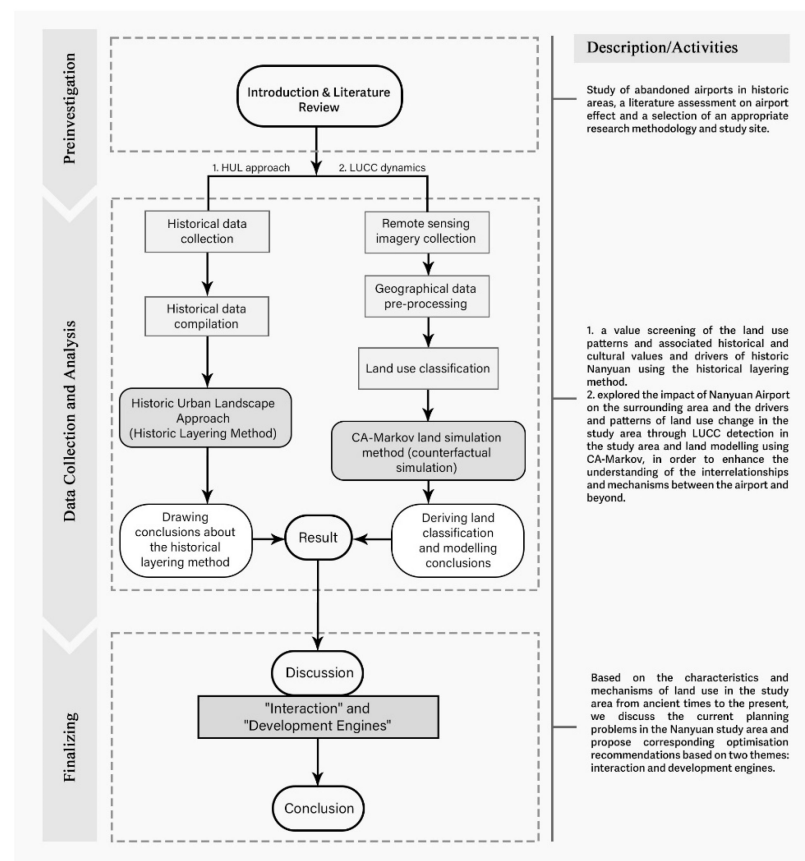 Preinvestigation
Introduction & Literature
Review
1. HUL approach
2. LUCC dynamics
Data Collection and Analysis
Historical data
collection
Remote sensing
imagery collection
Historical data
compilation
Geographical data
pre-processing
Land use classification
Historic Urban Landscape
Approach
(Historic Layering Method)
CA-Markov land simulation
method (counterfactual
simulation)
Drawing
conclusions about
the historical
layering method
Result
Deriving land
classification
and modelling
conclusions
Finalizing
Discussion
"Interaction" and
"Development Engines"
Conclusion
Description/Activities
Study of abandoned airports in historic
areas, a literature assessment on airport
effect and a selection of an appropriate
research methodology and study site.
1. a value screening of the land use
patterns and associated historical and
cultural values and drivers of historic
Nanyuan using the historical layering
method.
2. explored the impact of Nanyuan Airport
on the surrounding area and the drivers
and patterns of land use change in the
study area through LUCC detection in
the study area and land modelling using
CA-Markov, in order to enhance the
understanding of the interrelationships
and mechanisms between the airport and
beyond.
Based on the characteristics and
mechanisms of land use in the study
area from ancient times to the present,
we discuss the current planning
problems in the Nanyuan study area and
propose corresponding optimisation
recommendations based on two themes:
interaction and development engines.